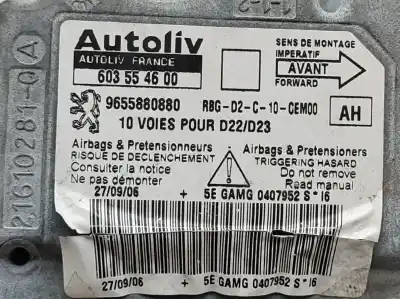 Autoliv
AUTOLIV FRANCE
603 55 46 00
SENS DE MONTAGE
IMPERATIF
AVANT
FORWARD
9655880880 RBG-D2-C-10-CEM00
AH
10 VOIES POUR D22/D23
Airbags & Pretensionneurs
RISQUE DE DECLENCHEMENT
Consulter la notice
Ne pas démonter
Airbags & Pretensioners
TRIGGERING HASARD
Do not remove
Read manual
27/09/06 + 5E GAMG 0407952 S * I6
27/09/06 + 5E GAMG 0407952 S * I6
21610281-0 A